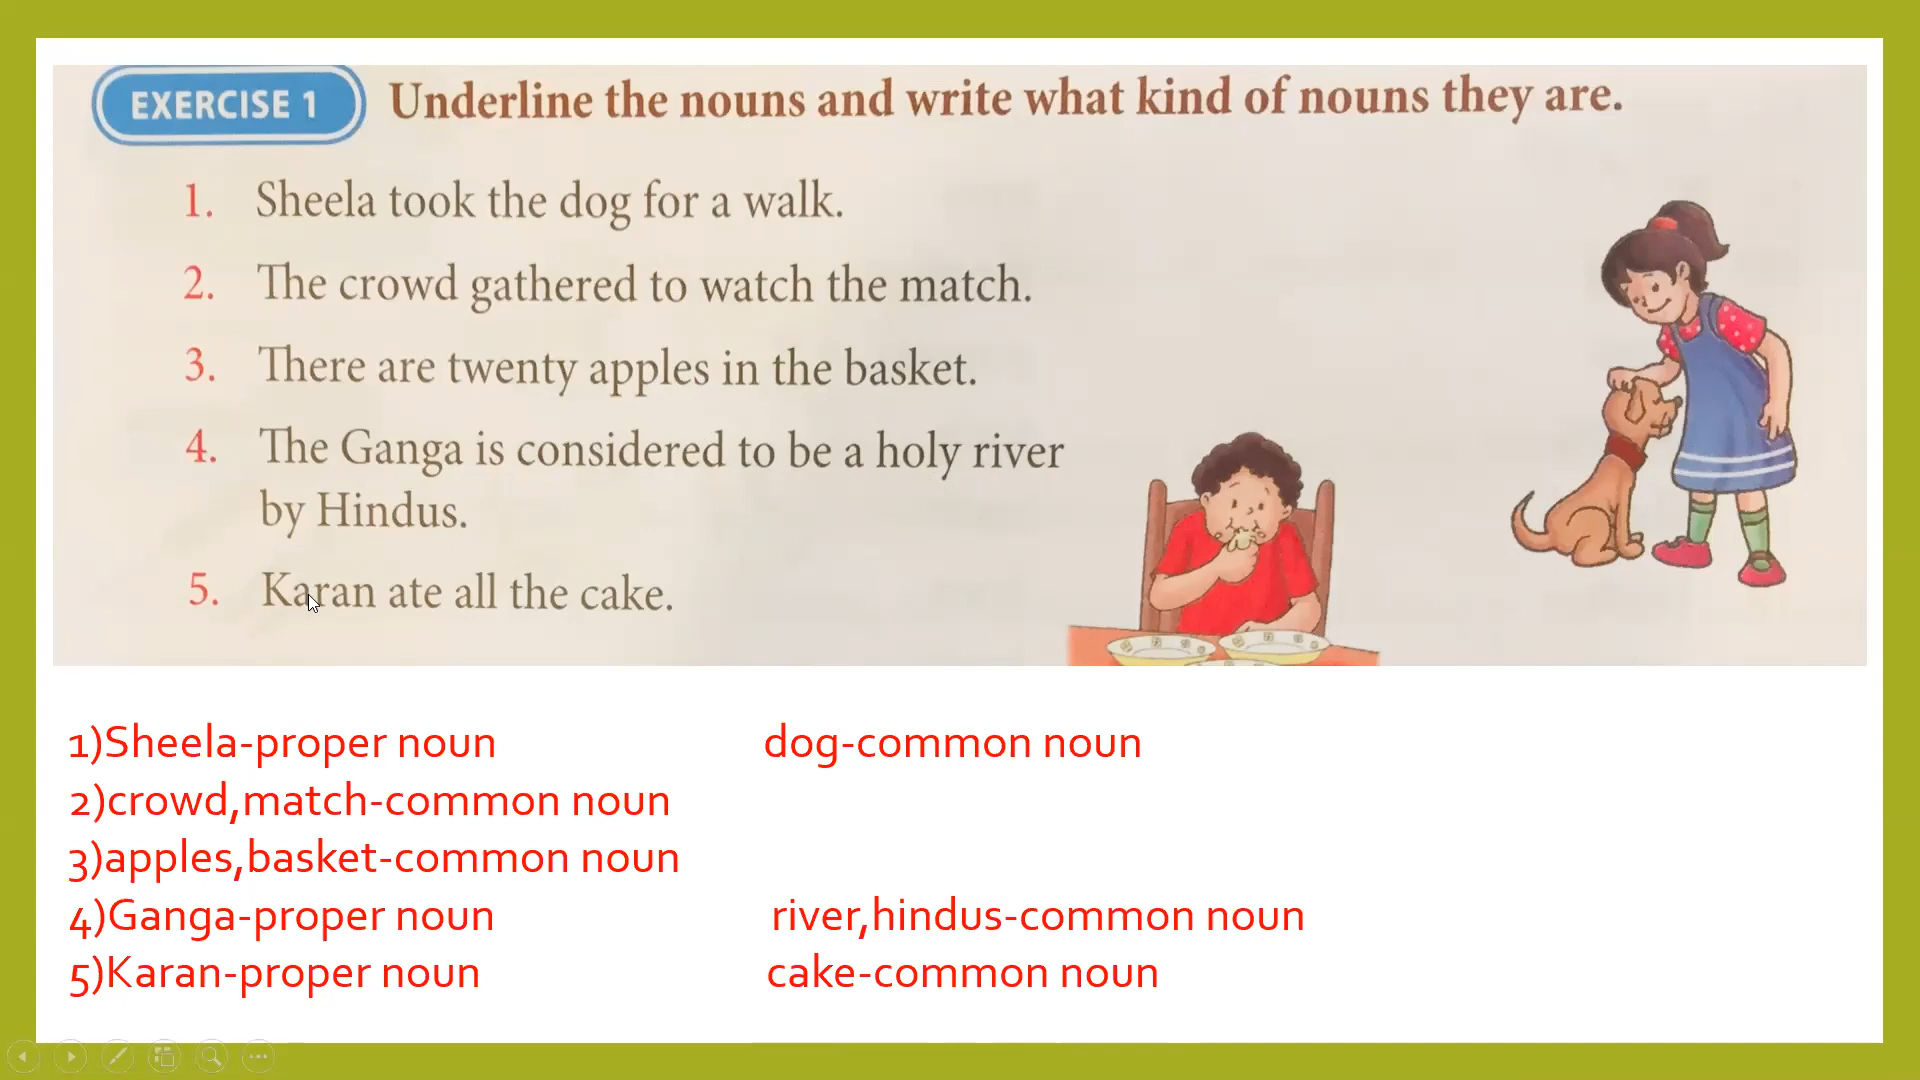 EXERCISE 1 Underline the nouns and write what kind of nouns they are.
1. Sheela took the dog for a walk.
2. The crowd gathered to watch the match.
3. There are twenty apples in the basket.
4. The Ganga is considered to be a holy river
by Hindus.
5. Karan ate all the cake.
1)Sheela-proper noun dog-common noun
2)crowd,match-common noun
3)apples,basket-common noun
4)Ganga-proper noun river,hindus-common noun
5)Karan-proper noun cake-common noun